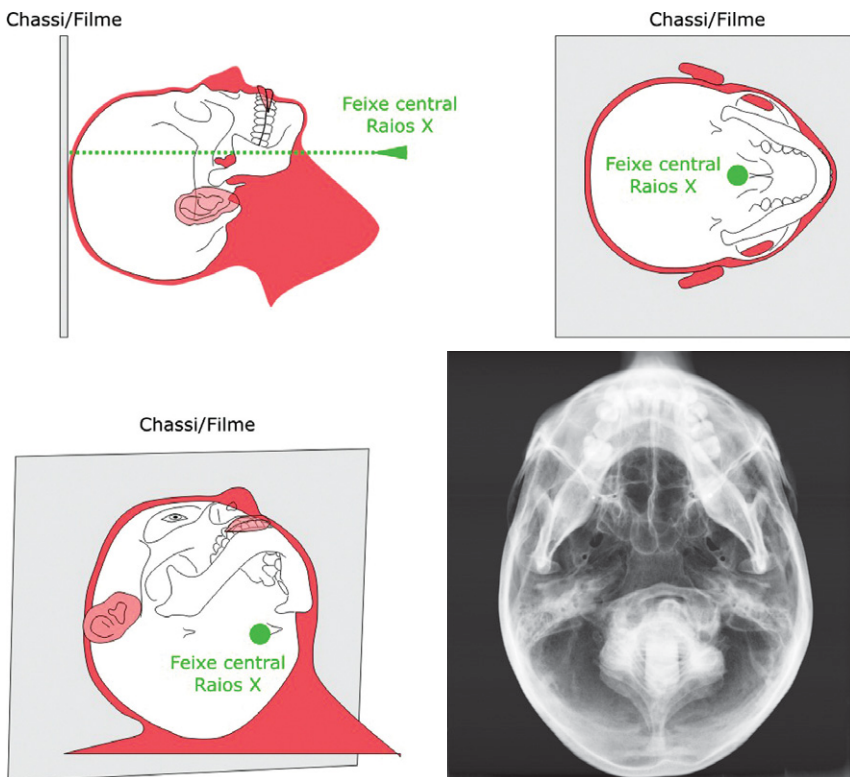 Chassi/Filme
Feixe central
Raios X
Chassi/Filme
Feixe central
Raios X
Chassi/Filme
Feixe central
Raios X